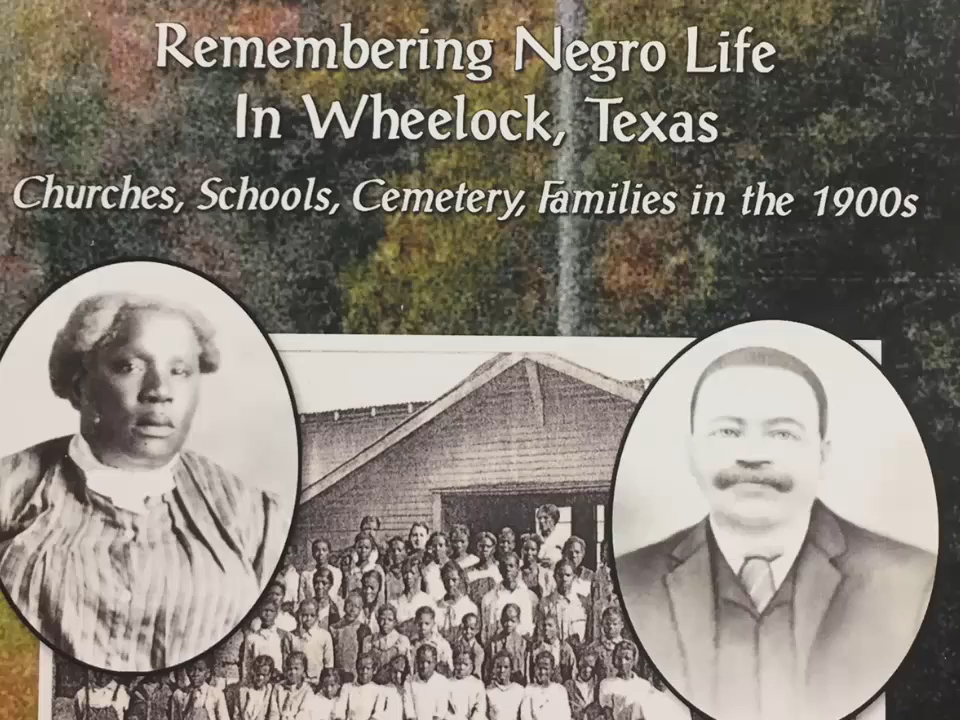 Remembering Negro Life
In Wheelock, Texas
Churches, Schools, Cemetery, Families in the 1900s